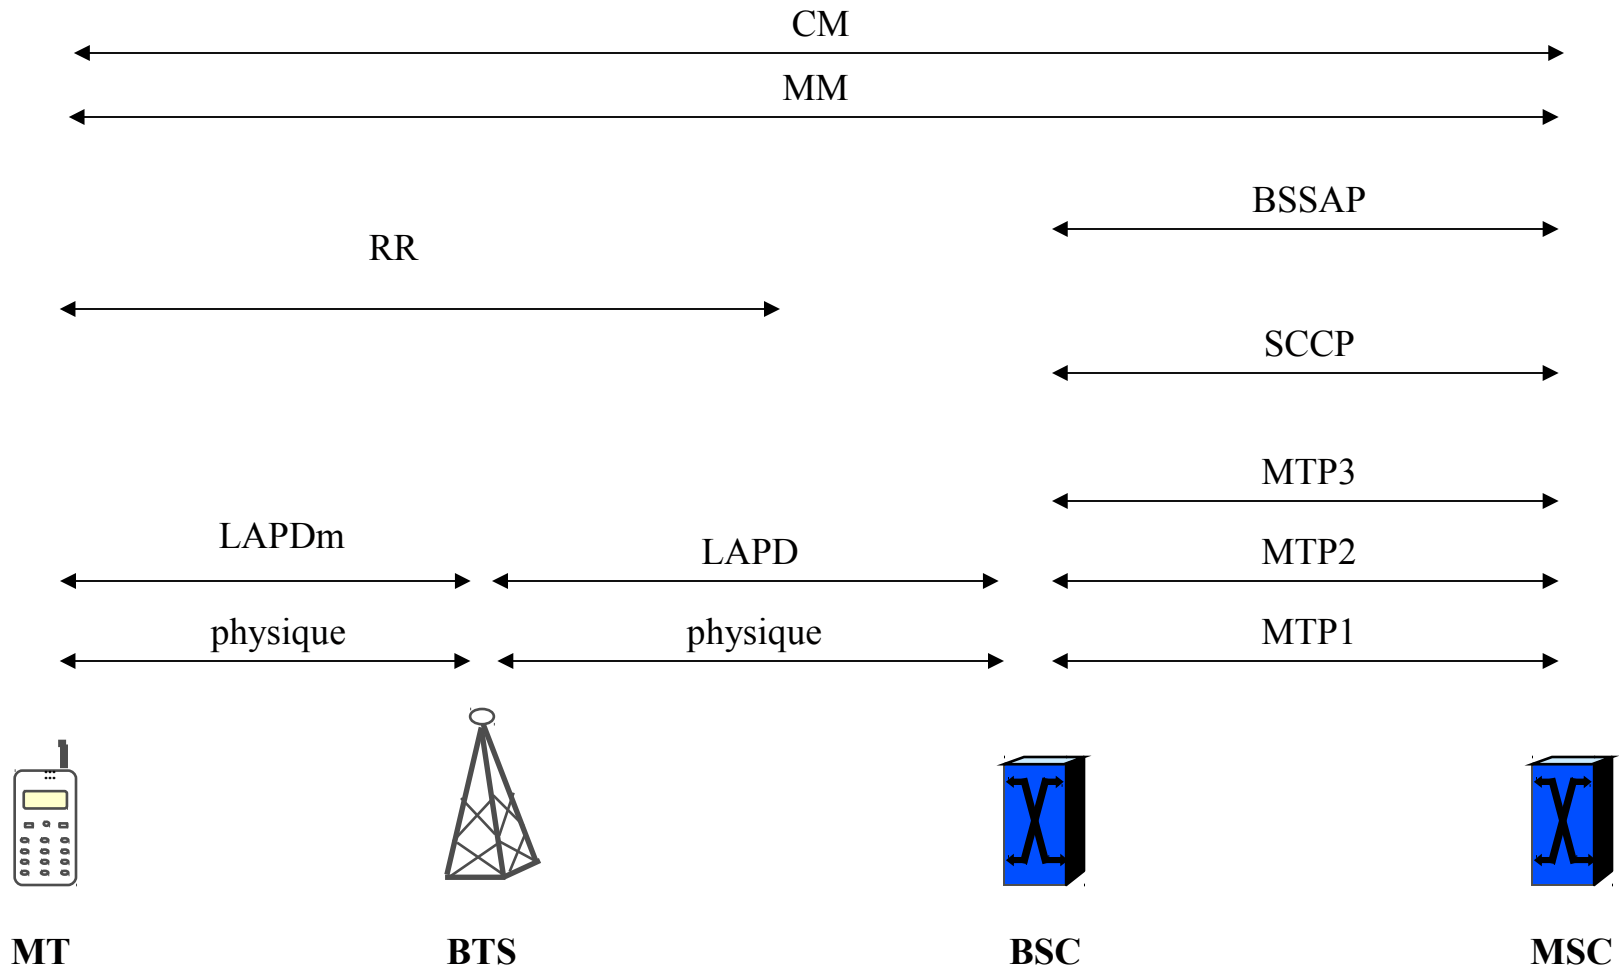 CM
MM
BSSAP
RR
SCCP
MTP3
LAPDm
LAPD
MTP2
physique
physique
MTP1
MT
BTS
BSC
MSC